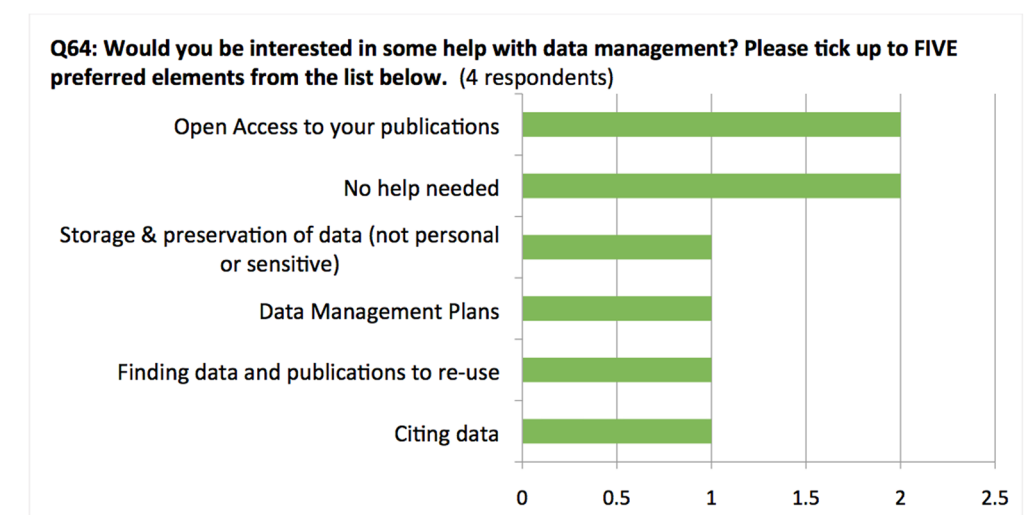 Q64: Would you be interested in some help with data management? Please tick up to FIVE
preferred elements from the list below. (4 respondents)
Open Access to your publications
No help needed
Storage & preservation of data (not personal
or sensitive)
Data Management Plans
Finding data and publications to re-use
Citing data
0 0.5 1 1.5 2 2.5